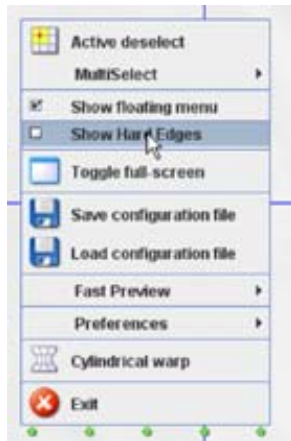 Active deselect
MultiSelect
Show floating menu
Show Hard Edges
Toggle full-screen
Save configuration file
Load configuration file
Fast Preview
Preferences
Cylindrical warp
Exit